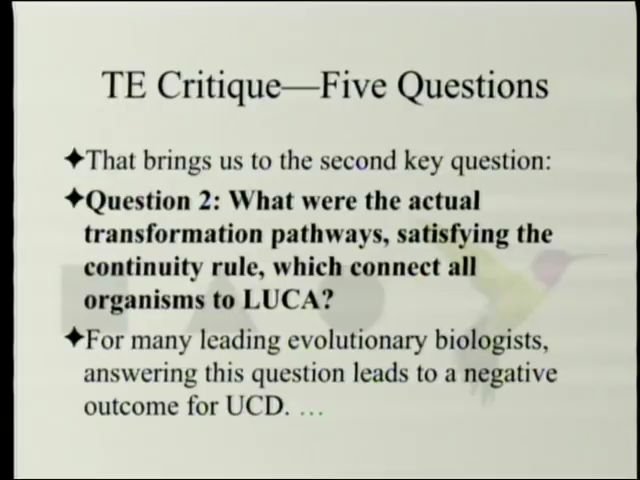 TE Critique—Five Questions
✦That brings us to the second key question:
✦Question 2: What were the actual
transformation pathways, satisfying the
continuity rule, which connect all
organisms to LUCA?
✦For many leading evolutionary biologists,
answering this question leads to a negative
outcome for UCD. …